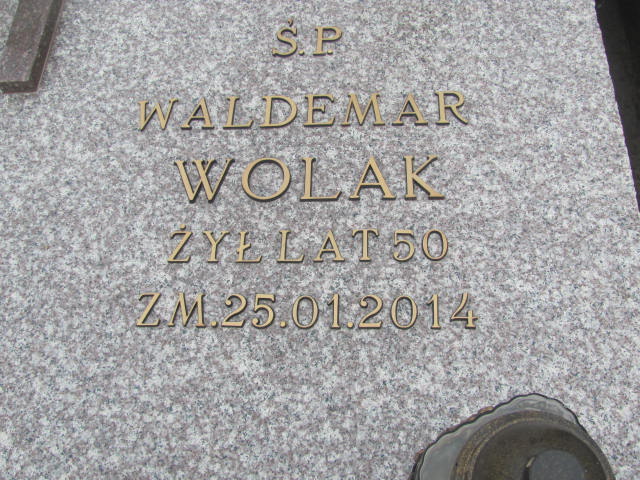 Ś.P.
WALDEMAR
WOLAK
ŻYŁ LAT 50
ZM. 25.01.2014